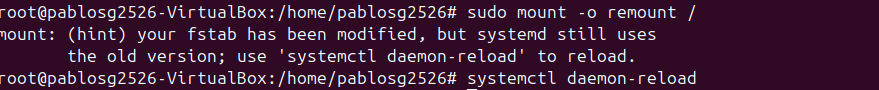 root@pablosg2526-VirtualBox:/home/pablosg2526# sudo mount -o remount /
mount: (hint) your fstab has been modified, but systemd still uses
       the old version; use 'systemctl daemon-reload' to reload.
root@pablosg2526-VirtualBox:/home/pablosg2526# systemctl daemon-reload